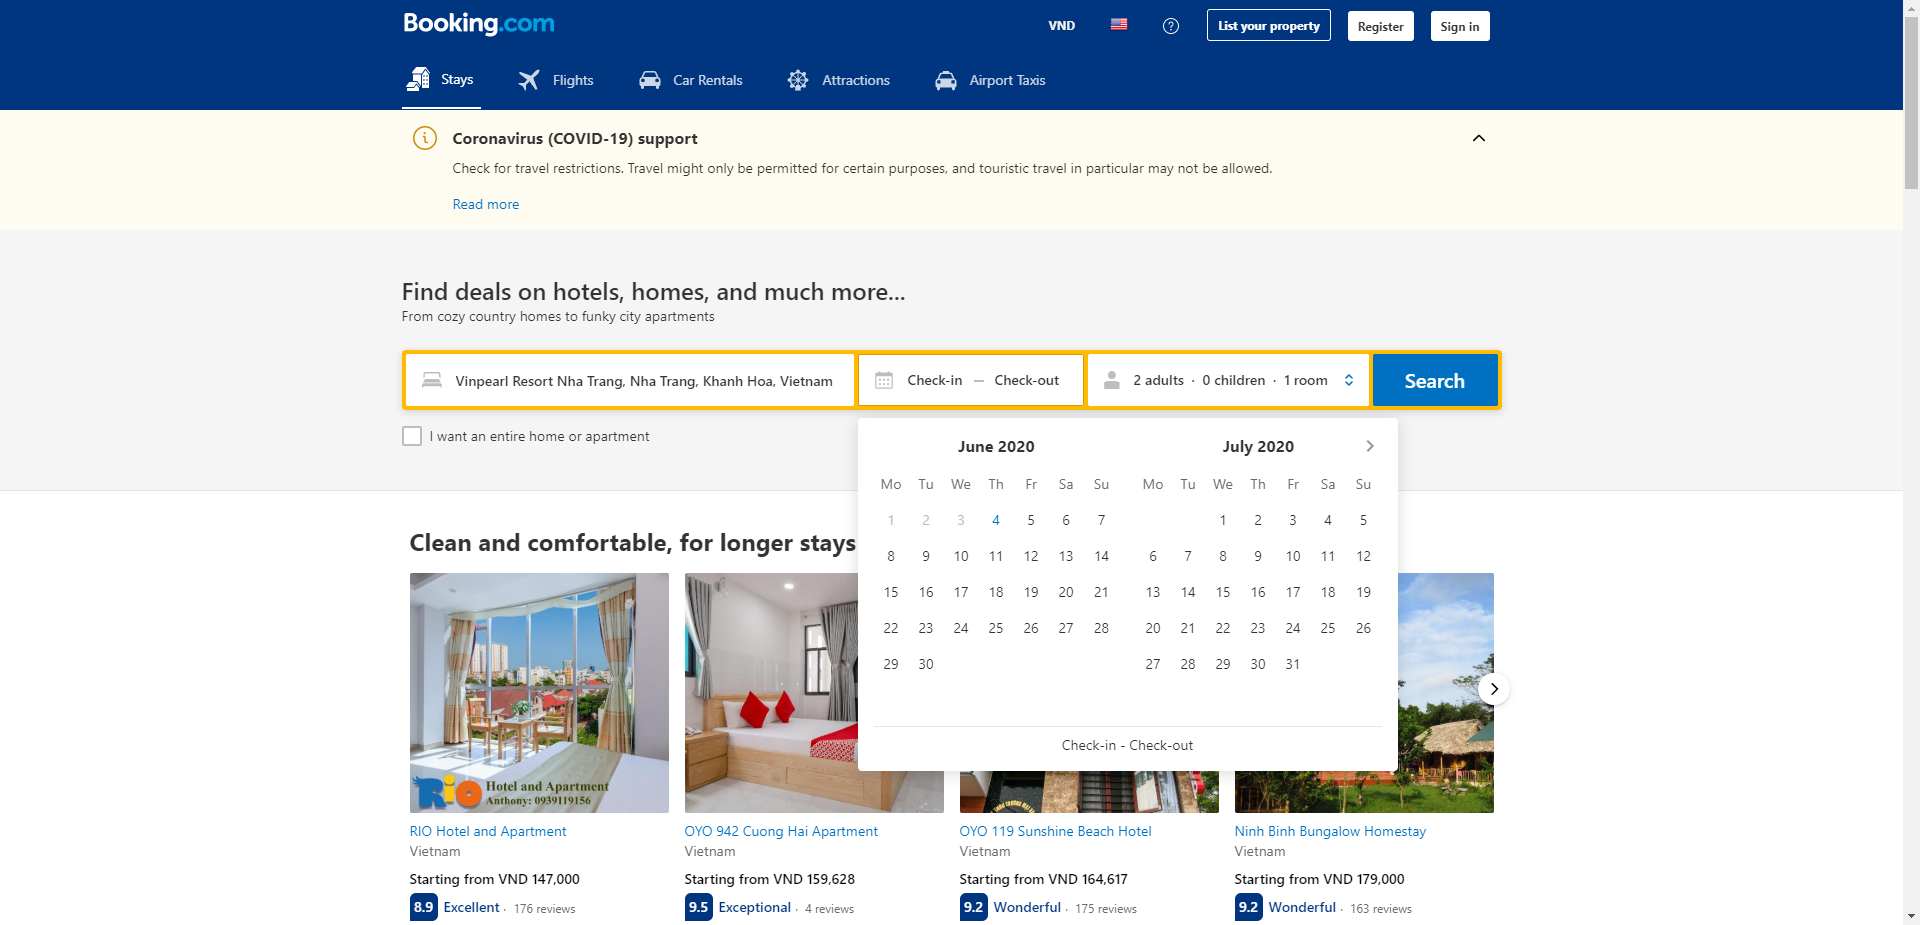 Booking.com
VND
List your property
Register
Sign in
Stays
Flights
Car Rentals
Attractions
Airport Taxis
Coronavirus (COVID-19) support
Check for travel restrictions. Travel might only be permitted for certain purposes, and touristic travel in particular may not be allowed.
Read more
Find deals on hotels, homes, and much more...
From cozy country homes to funky city apartments
Vinpearl Resort Nha Trang, Nha Trang, Khanh Hoa, Vietnam
Check-in — Check-out
2 adults · 0 children · 1 room
Search
I want an entire home or apartment
June 2020
Mo Tu We Th Fr Sa Su
1 2 3 4 5 6 7
8 9 10 11 12 13 14
15 16 17 18 19 20 21
22 23 24 25 26 27 28
29 30
July 2020
Mo Tu We Th Fr Sa Su
1 2 3 4 5
6 7 8 9 10 11 12
13 14 15 16 17 18 19
20 21 22 23 24 25 26
27 28 29 30 31
Check-in - Check-out
Clean and comfortable, for longer stays
RiO Hotel and Apartment
Anthony: 0939119156
RIO Hotel and Apartment
Vietnam
Starting from VND 147,000
8.9 Excellent · 176 reviews
OYO 942 Cuong Hai Apartment
Vietnam
Starting from VND 159,628
9.5 Exceptional · 4 reviews
OYO 119 Sunshine Beach Hotel
Vietnam
Starting from VND 164,617
9.2 Wonderful · 175 reviews
Ninh Binh Bungalow Homestay
Vietnam
Starting from VND 179,000
9.2 Wonderful · 163 reviews